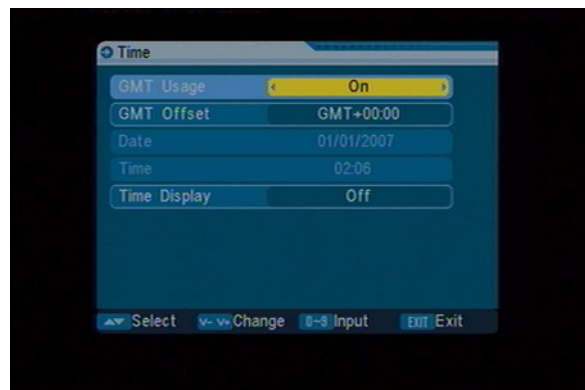 Time
GMT Usage On
GMT Offset GMT+00:00
Date 01/01/2007
Time 02:06
Time Display Off
Select V- V+ Change 0~9 Input EXIT Exit